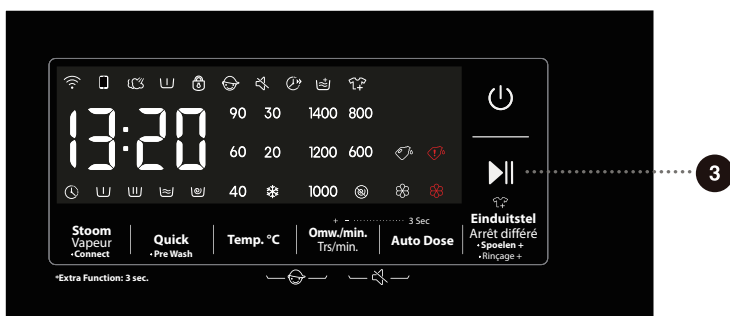 13:20
90 30 1400 800
60 20 1200 600
40 1000
+ - 3 Sec
3
Stoom
Vapeur
•Connect
Quick
•Pre Wash
Temp. °C
Omw./min.
Trs/min.
Auto Dose
Einduitstel
Arrêt différé
•Spoelen +
•Rinçage +
*Extra Function: 3 sec.